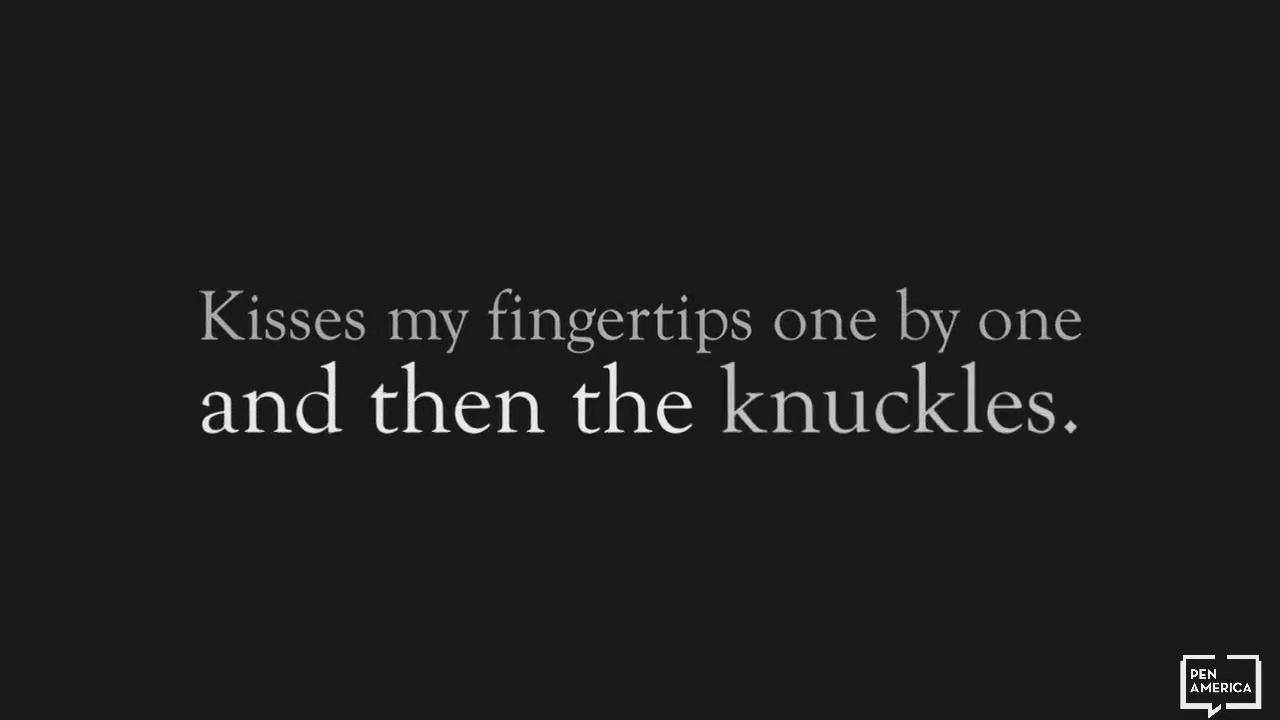 Kisses my fingertips one by one
and then the knuckles.
PEN
AMERICA